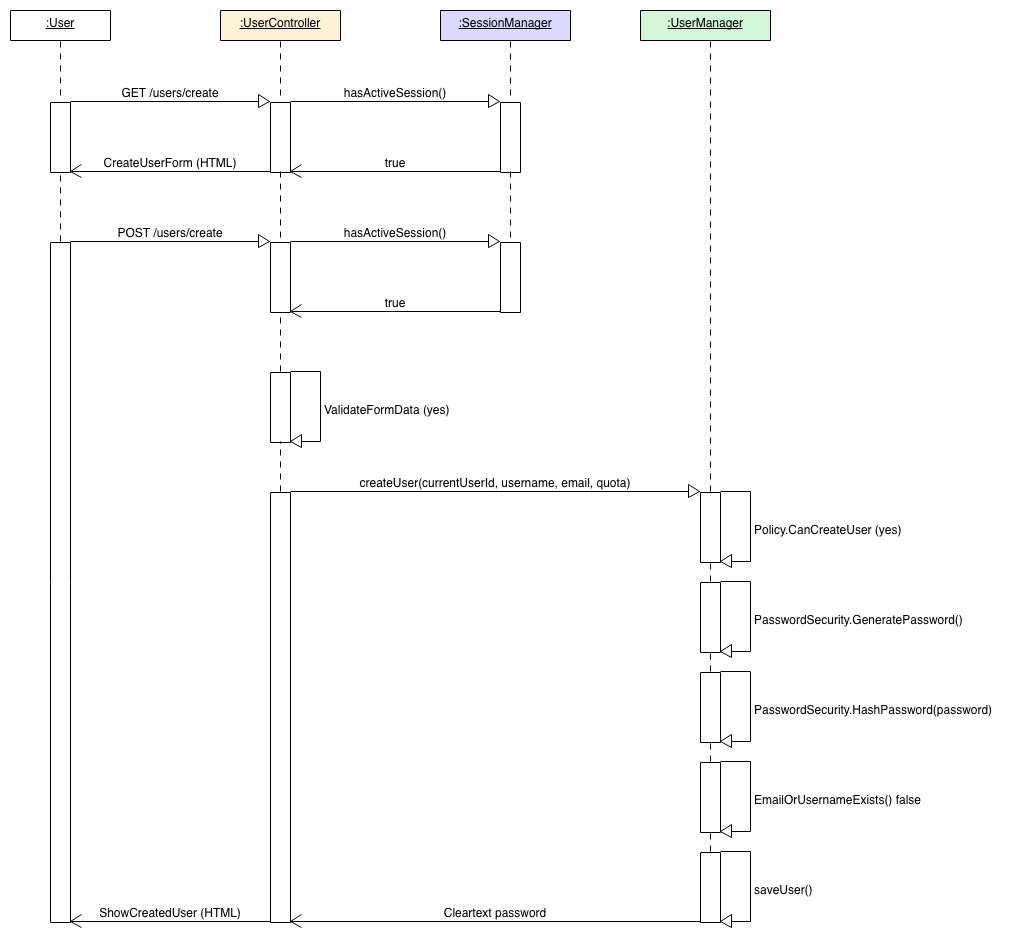 :User
:UserController
:SessionManager
:UserManager
GET /users/create
hasActiveSession()
CreateUserForm (HTML)
true
POST /users/create
hasActiveSession()
true
ValidateFormData (yes)
createUser(currentUserId, username, email, quota)
Policy.CanCreateUser (yes)
PasswordSecurity.GeneratePassword()
PasswordSecurity.HashPassword(password)
EmailOrUsernameExists() false
saveUser()
ShowCreatedUser (HTML)
Cleartext password